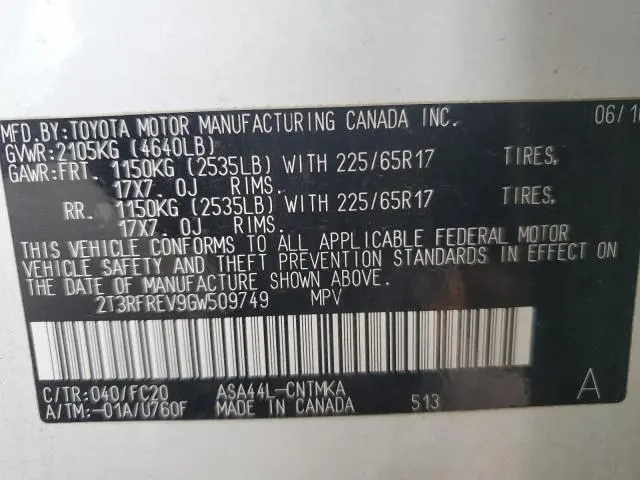 MFD.BY:TOYOTA MOTOR MANUFACTURING CANADA INC. 06/16
GVWR:2105KG (4640LB)
GAWR:FRT. 1150KG (2535LB) WITH 225/65R17 TIRES,
17X7.0J RIMS.
RR. 1150KG (2535LB) WITH 225/65R17 TIRES,
17X7.0J RIMS.
THIS VEHICLE CONFORMS TO ALL APPLICABLE FEDERAL MOTOR
VEHICLE SAFETY AND THEFT PREVENTION STANDARDS IN EFFECT ON
THE DATE OF MANUFACTURE SHOWN ABOVE.
2T3RFREV9GW509749 MPV
C/TR:040/FC20 ASA44L-CNTMKA A
A/TM:-01A/U760F MADE IN CANADA 513